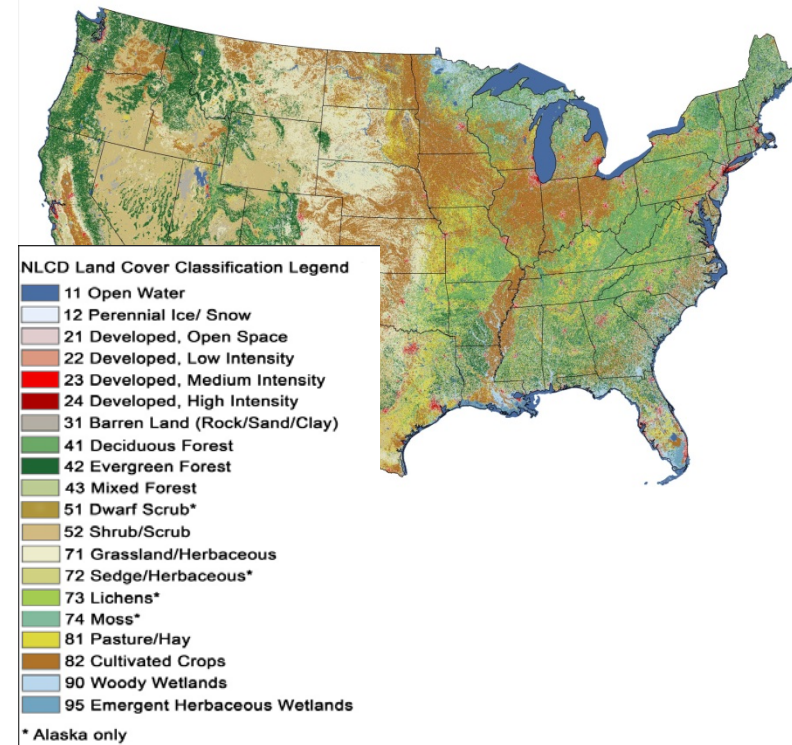 NLCD Land Cover Classification Legend
11 Open Water
12 Perennial Ice/ Snow
21 Developed, Open Space
22 Developed, Low Intensity
23 Developed, Medium Intensity
24 Developed, High Intensity
31 Barren Land (Rock/Sand/Clay)
41 Deciduous Forest
42 Evergreen Forest
43 Mixed Forest
51 Dwarf Scrub*
52 Shrub/Scrub
71 Grassland/Herbaceous
72 Sedge/Herbaceous*
73 Lichens*
74 Moss*
81 Pasture/Hay
82 Cultivated Crops
90 Woody Wetlands
95 Emergent Herbaceous Wetlands
* Alaska only